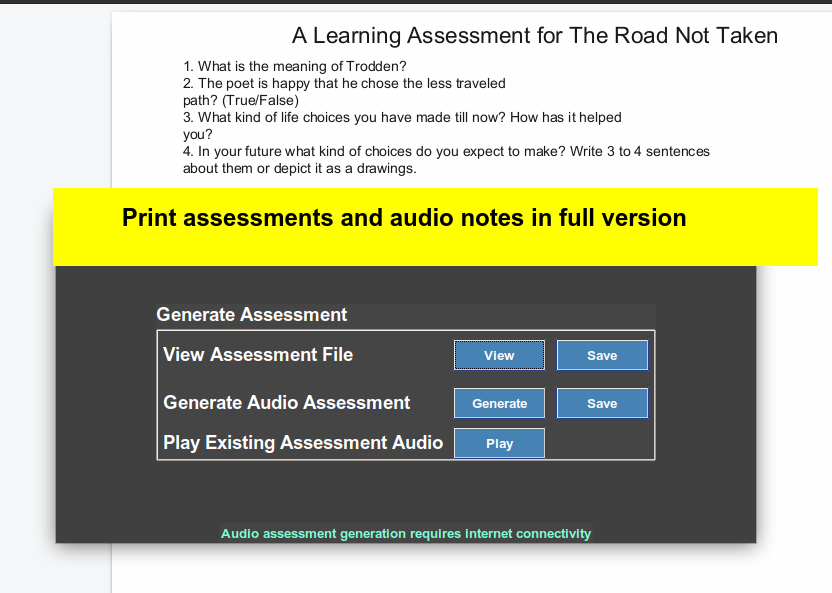 A Learning Assessment for The Road Not Taken
1. What is the meaning of Trodden?
2. The poet is happy that he chose the less traveled
path? (True/False)
3. What kind of life choices you have made till now? How has it helped
you?
4. In your future what kind of choices do you expect to make? Write 3 to 4 sentences
about them or depict it as a drawings.
Print assessments and audio notes in full version
Generate Assessment
View Assessment File View Save
Generate Audio Assessment Generate Save
Play Existing Assessment Audio Play
Audio assessment generation requires internet connectivity